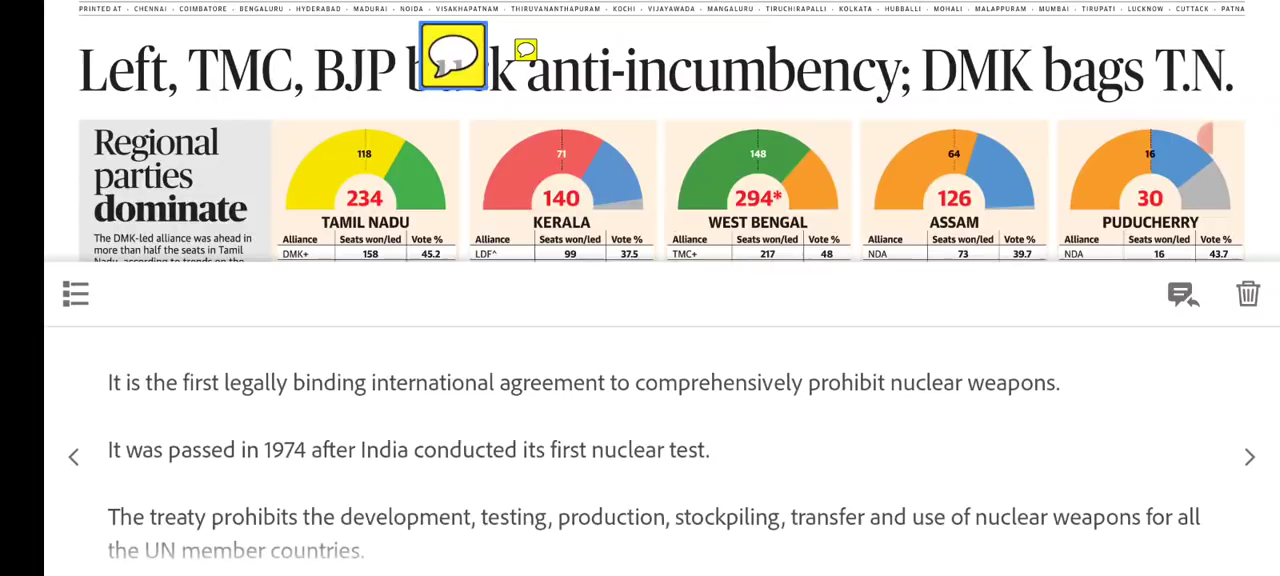 PRINTED AT • CHENNAI • COIMBATORE • BENGALURU • HYDERABAD • MADURAI • NOIDA • VISAKHAPATNAM • THIRUVANANTHAPURAM • KOCHI • VIJAYAWADA • MANGALURU • TIRUCHIRAPALLI • KOLKATA • HUBBALLI • MOHALI • MALAPPURAM • MUMBAI • TIRUPATI • LUCKNOW • CUTTACK • PATNA
Left, TMC, BJP anti-incumbency; DMK bags T.N.
Regional
parties
dominate
The DMK-led alliance was ahead in
more than half the seats in Tamil
Nadu, according to trends on the
118
234
TAMIL NADU
Alliance Seats won/led Vote %
DMK+ 158 45.2
71
140
KERALA
Alliance Seats won/led Vote %
LDF^ 99 37.5
148
294*
WEST BENGAL
Alliance Seats won/led Vote %
TMC+ 217 48
64
126
ASSAM
Alliance Seats won/led Vote %
NDA 73 39.7
16
30
PUDUCHERRY
Alliance Seats won/led Vote %
NDA 16 43.7
It is the first legally binding international agreement to comprehensively prohibit nuclear weapons.
It was passed in 1974 after India conducted its first nuclear test.
The treaty prohibits the development, testing, production, stockpiling, transfer and use of nuclear weapons for all
the UN member countries.